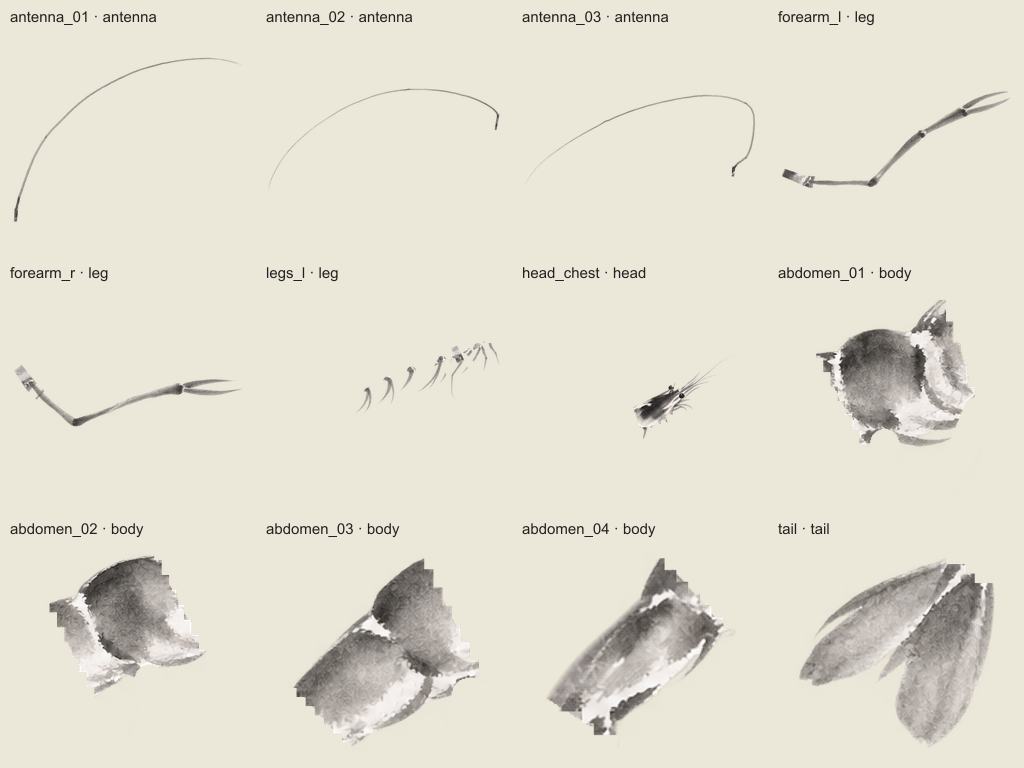 antenna_01 · antenna
antenna_02 · antenna
antenna_03 · antenna
forearm_l · leg
forearm_r · leg
legs_l · leg
head_chest · head
abdomen_01 · body
abdomen_02 · body
abdomen_03 · body
abdomen_04 · body
tail · tail